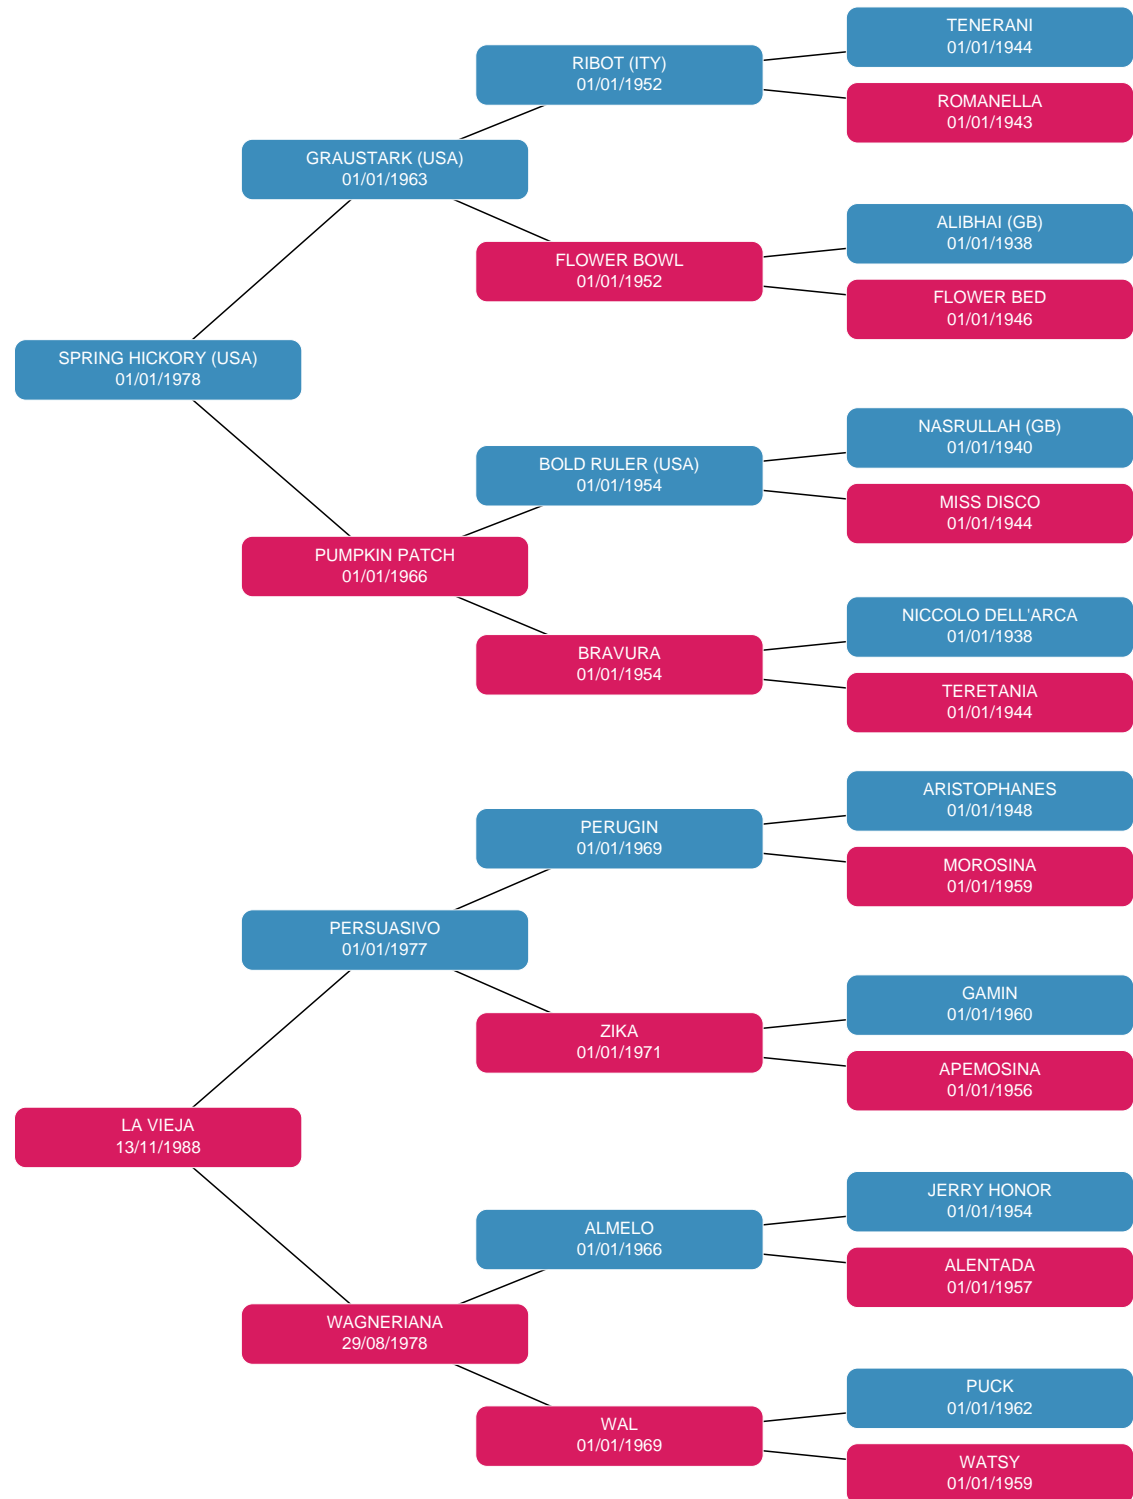 TENERANI
01/01/1944
RIBOT (ITY)
01/01/1952
ROMANELLA
01/01/1943
GRAUSTARK (USA)
01/01/1963
ALIBHAI (GB)
01/01/1938
FLOWER BOWL
01/01/1952
FLOWER BED
01/01/1946
SPRING HICKORY (USA)
01/01/1978
NASRULLAH (GB)
01/01/1940
BOLD RULER (USA)
01/01/1954
MISS DISCO
01/01/1944
PUMPKIN PATCH
01/01/1966
NICCOLO DELL'ARCA
01/01/1938
BRAVURA
01/01/1954
TERETANIA
01/01/1944
ARISTOPHANES
01/01/1948
PERUGIN
01/01/1969
MOROSINA
01/01/1959
PERSUASIVO
01/01/1977
GAMIN
01/01/1960
ZIKA
01/01/1971
APEMOSINA
01/01/1956
LA VIEJA
13/11/1988
JERRY HONOR
01/01/1954
ALMELO
01/01/1966
ALENTADA
01/01/1957
WAGNERIANA
29/08/1978
PUCK
01/01/1962
WAL
01/01/1969
WATSY
01/01/1959